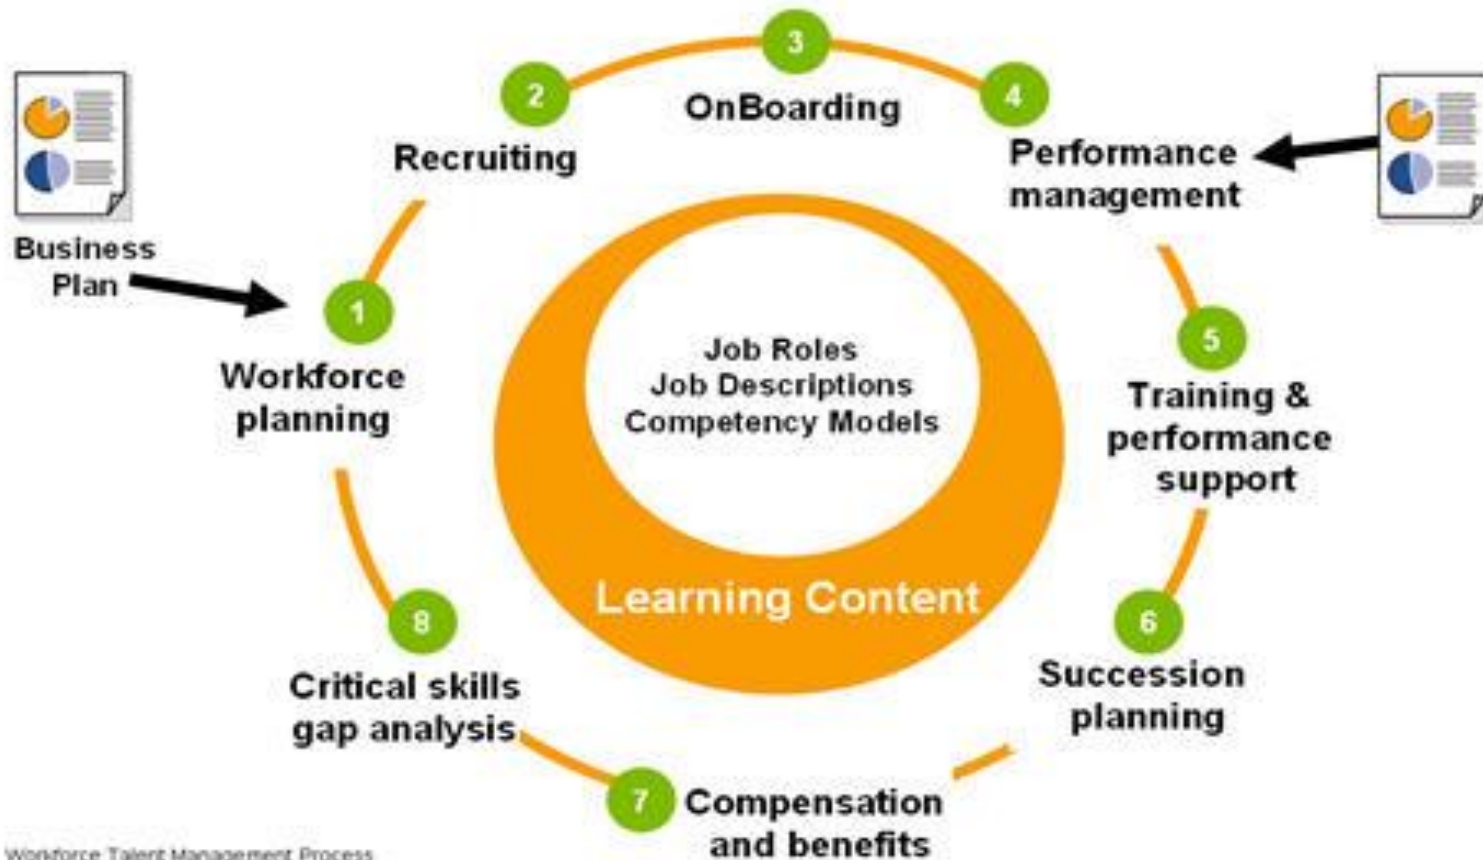 3
2
4
OnBoarding
Recruiting
Performance
management
Business
Plan
1
Workforce
planning
Job Roles
Job Descriptions
Competency Models
5
Training &
performance
support
Learning Content
8
6
Critical skills
gap analysis
Succession
planning
7
Compensation
and benefits
Workforce Talent Management Process